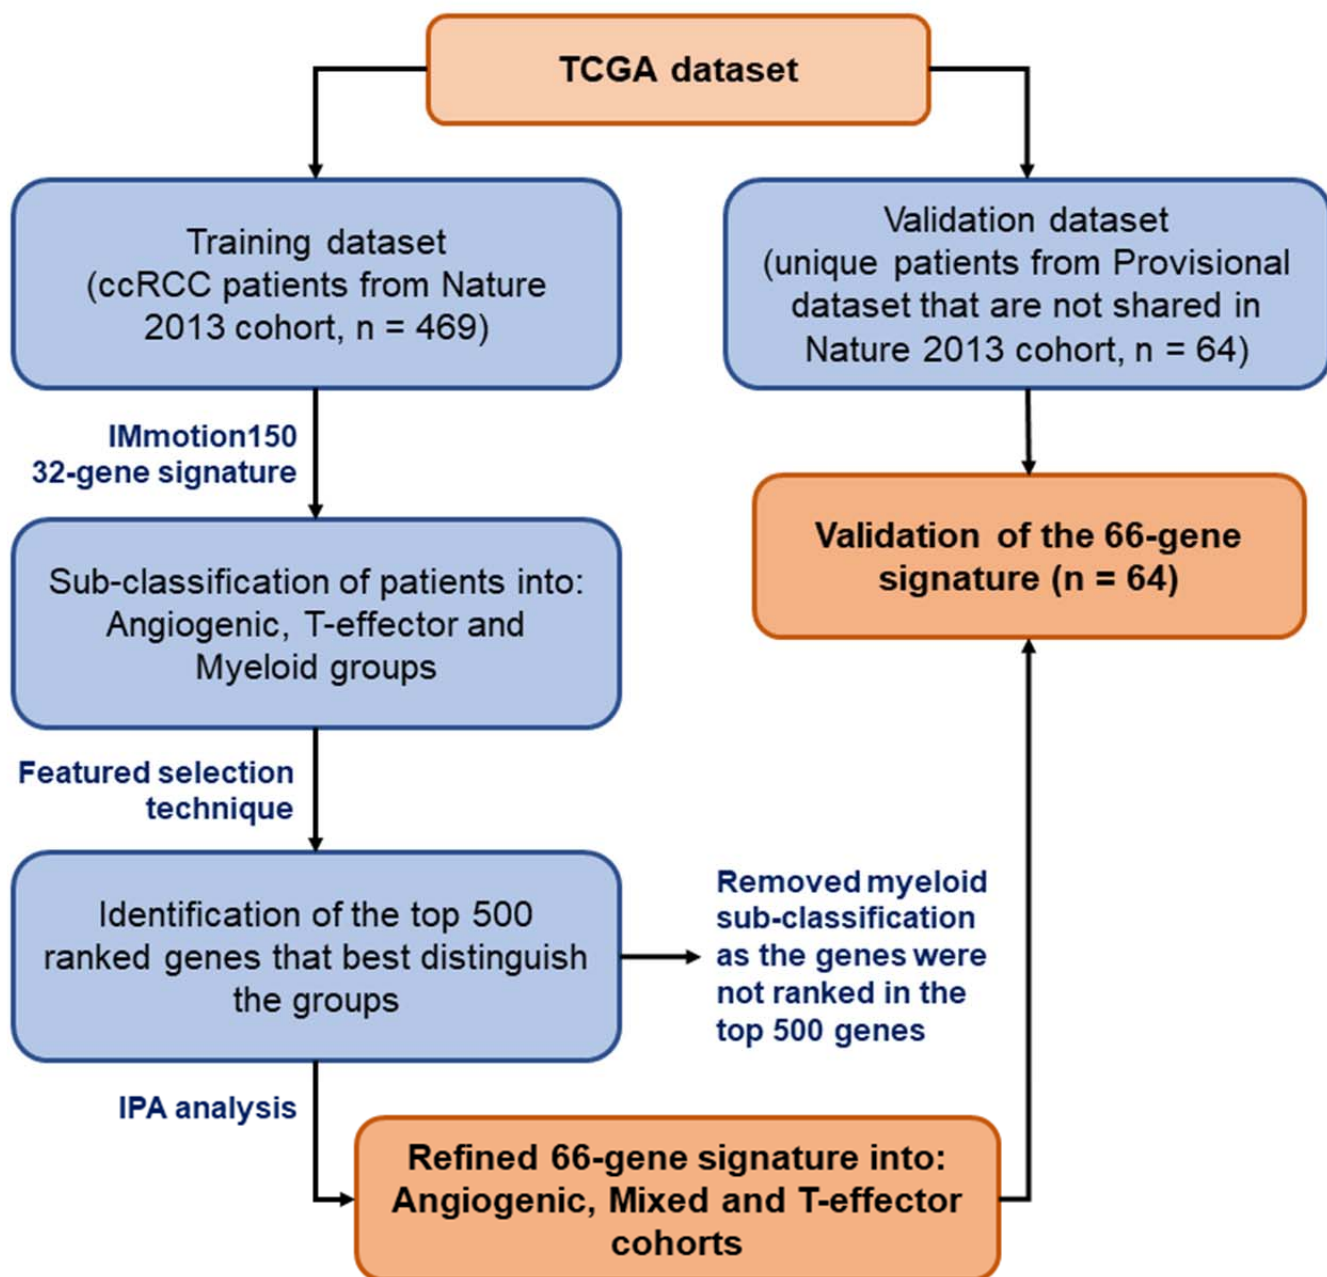 TCGA dataset
Training dataset
(ccRCC patients from Nature
2013 cohort, n = 469)
Validation dataset
(unique patients from Provisional
dataset that are not shared in
Nature 2013 cohort, n = 64)
IMmotion150
32-gene signature
Validation of the 66-gene
signature (n = 64)
Sub-classification of patients into:
Angiogenic, T-effector and
Myeloid groups
Featured selection
technique
Identification of the top 500
ranked genes that best distinguish
the groups
Removed myeloid
sub-classification
as the genes were
not ranked in the
top 500 genes
IPA analysis
Refined 66-gene signature into:
Angiogenic, Mixed and T-effector
cohorts